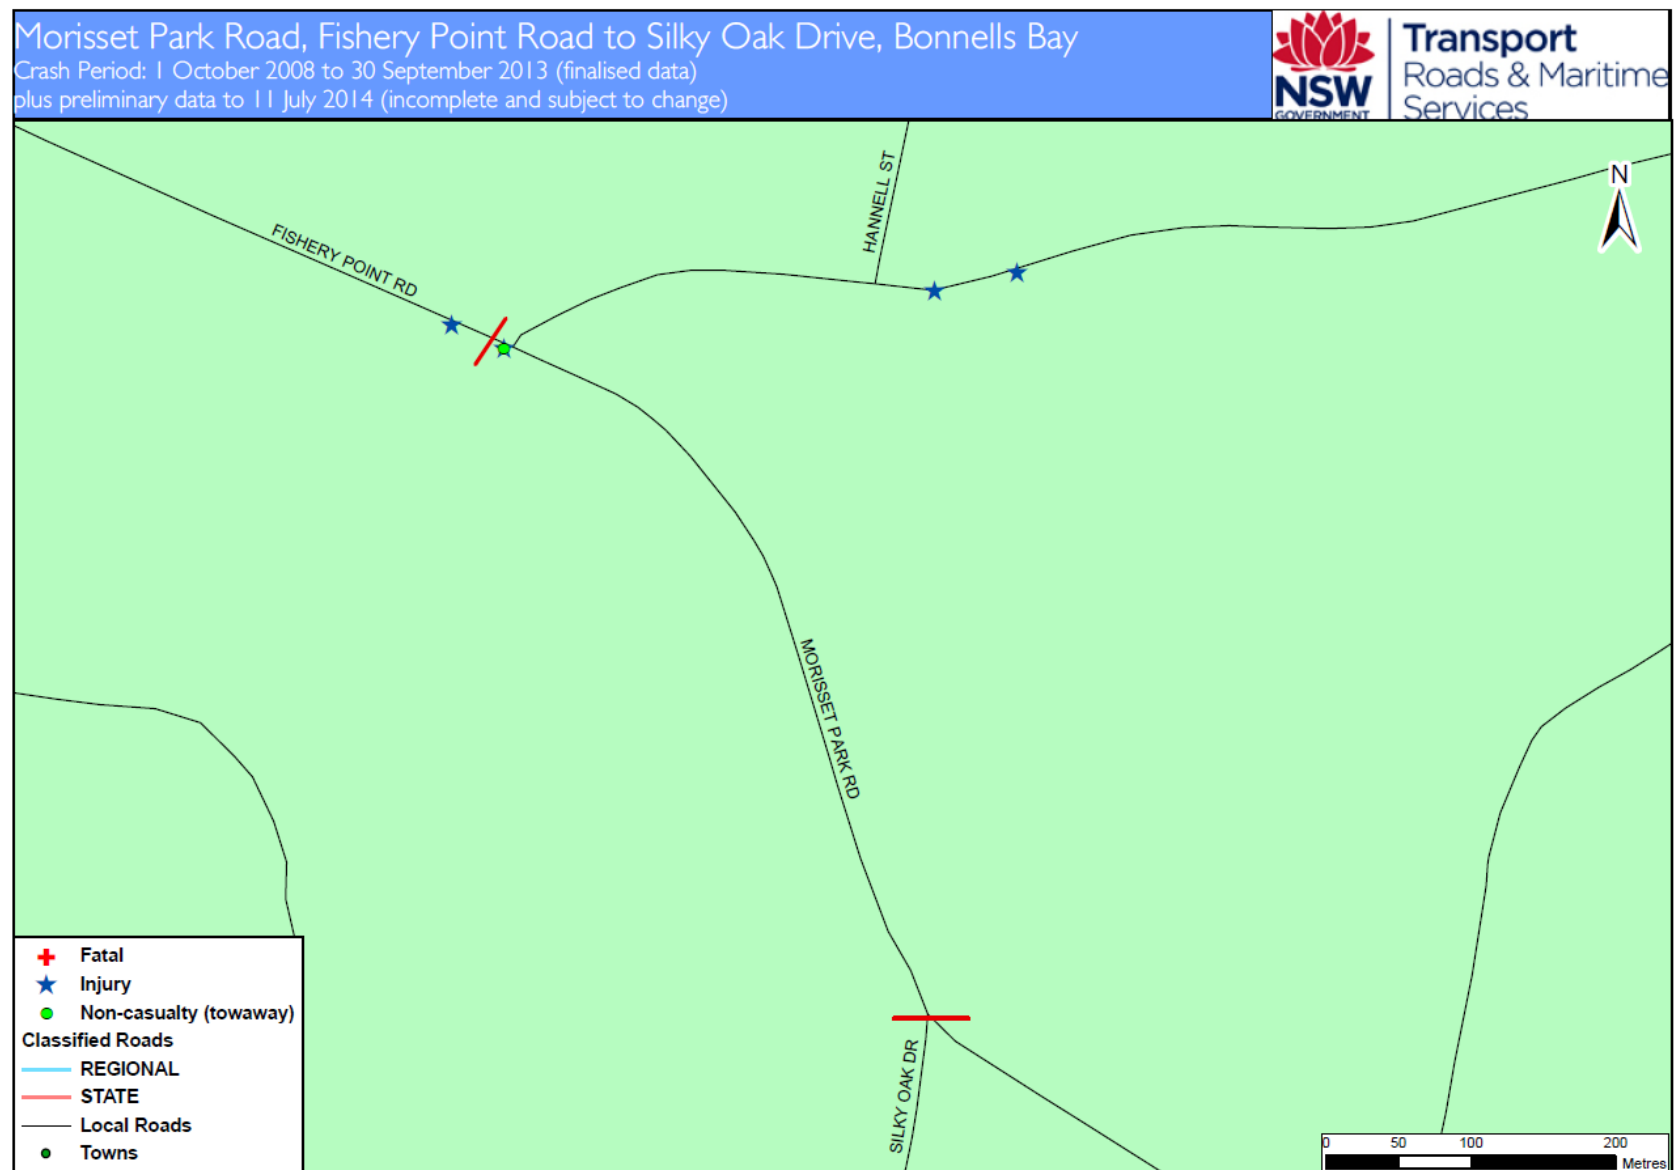 Morisset Park Road, Fishery Point Road to Silky Oak Drive, Bonnells Bay
Crash Period: 1 October 2008 to 30 September 2013 (finalised data)
plus preliminary data to 11 July 2014 (incomplete and subject to change)
NSW
GOVERNMENT
Transport
Roads & Maritime
Services
N
HANNELL ST
FISHERY POINT RD
MORISSET PARK RD
SILKY OAK DR
Fatal
Injury
Non-casualty (towaway)
Classified Roads
REGIONAL
STATE
Local Roads
Towns
0 50 100 200
Metres